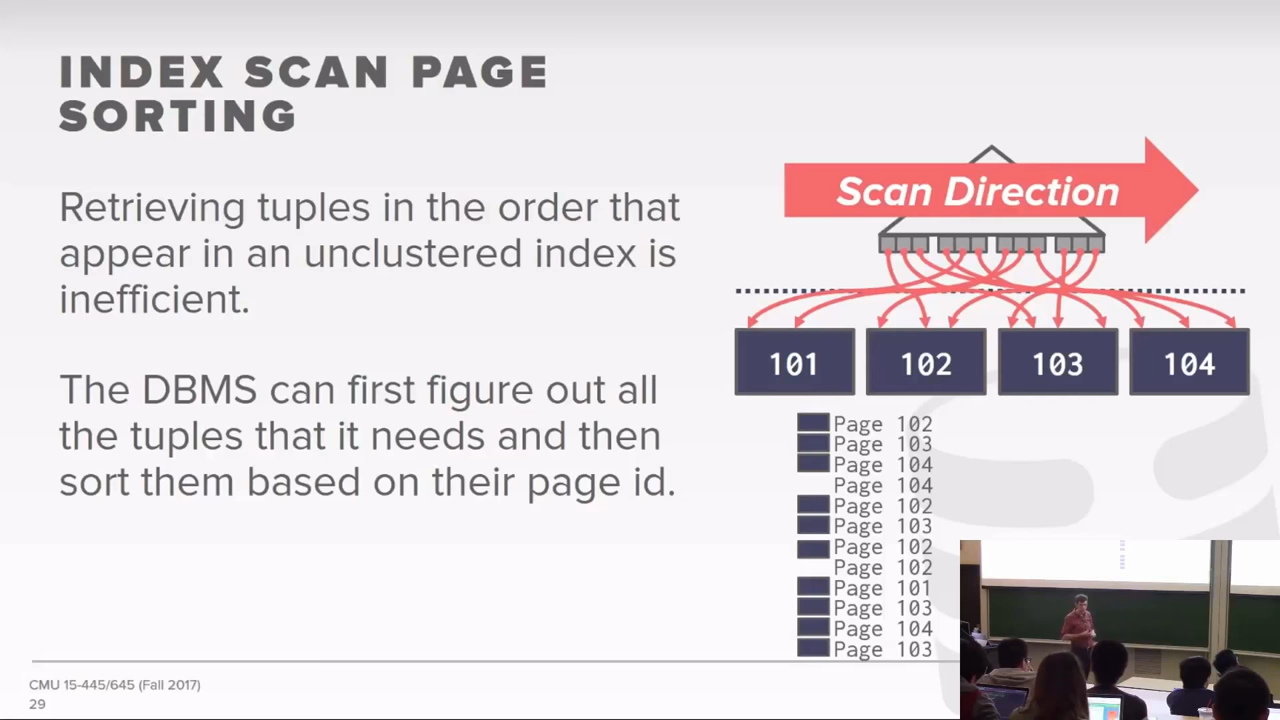 INDEX SCAN PAGE
SORTING
Retrieving tuples in the order that
appear in an unclustered index is
inefficient.
The DBMS can first figure out all
the tuples that it needs and then
sort them based on their page id.
Scan Direction
101 102 103 104
Page 102
Page 103
Page 104
Page 104
Page 102
Page 103
Page 102
Page 102
Page 101
Page 103
Page 104
Page 103
CMU 15-445/645 (Fall 2017)
29